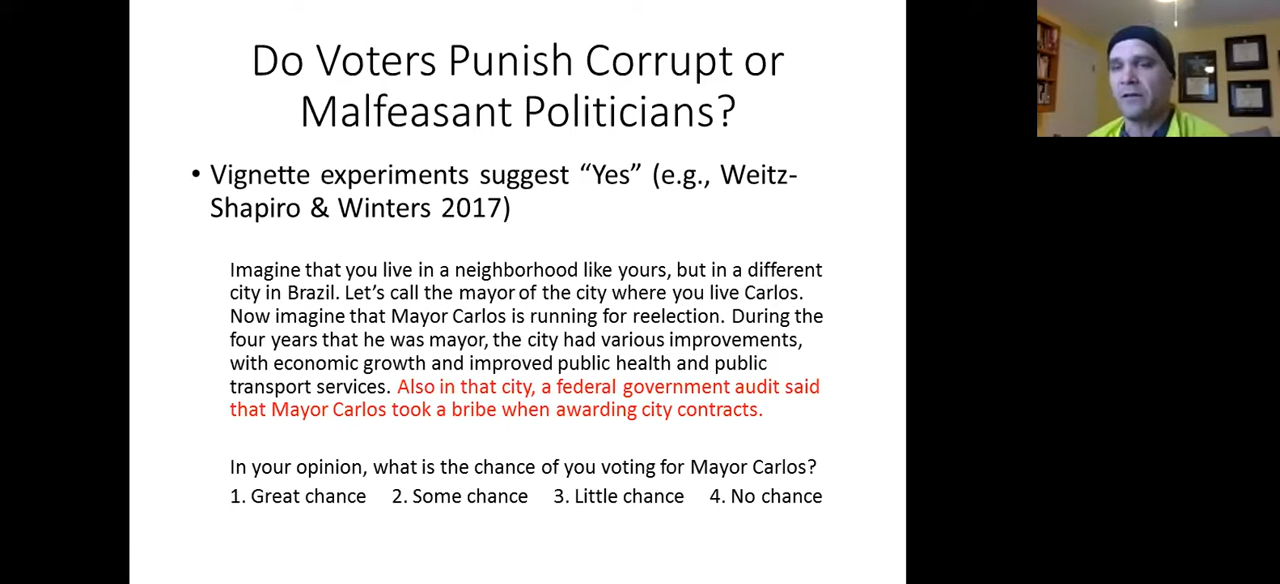 Do Voters Punish Corrupt or
Malfeasant Politicians?
• Vignette experiments suggest “Yes” (e.g., Weitz-
Shapiro & Winters 2017)
Imagine that you live in a neighborhood like yours, but in a different
city in Brazil. Let’s call the mayor of the city where you live Carlos.
Now imagine that Mayor Carlos is running for reelection. During the
four years that he was mayor, the city had various improvements,
with economic growth and improved public health and public
transport services. Also in that city, a federal government audit said
that Mayor Carlos took a bribe when awarding city contracts.
In your opinion, what is the chance of you voting for Mayor Carlos?
1. Great chance 2. Some chance 3. Little chance 4. No chance